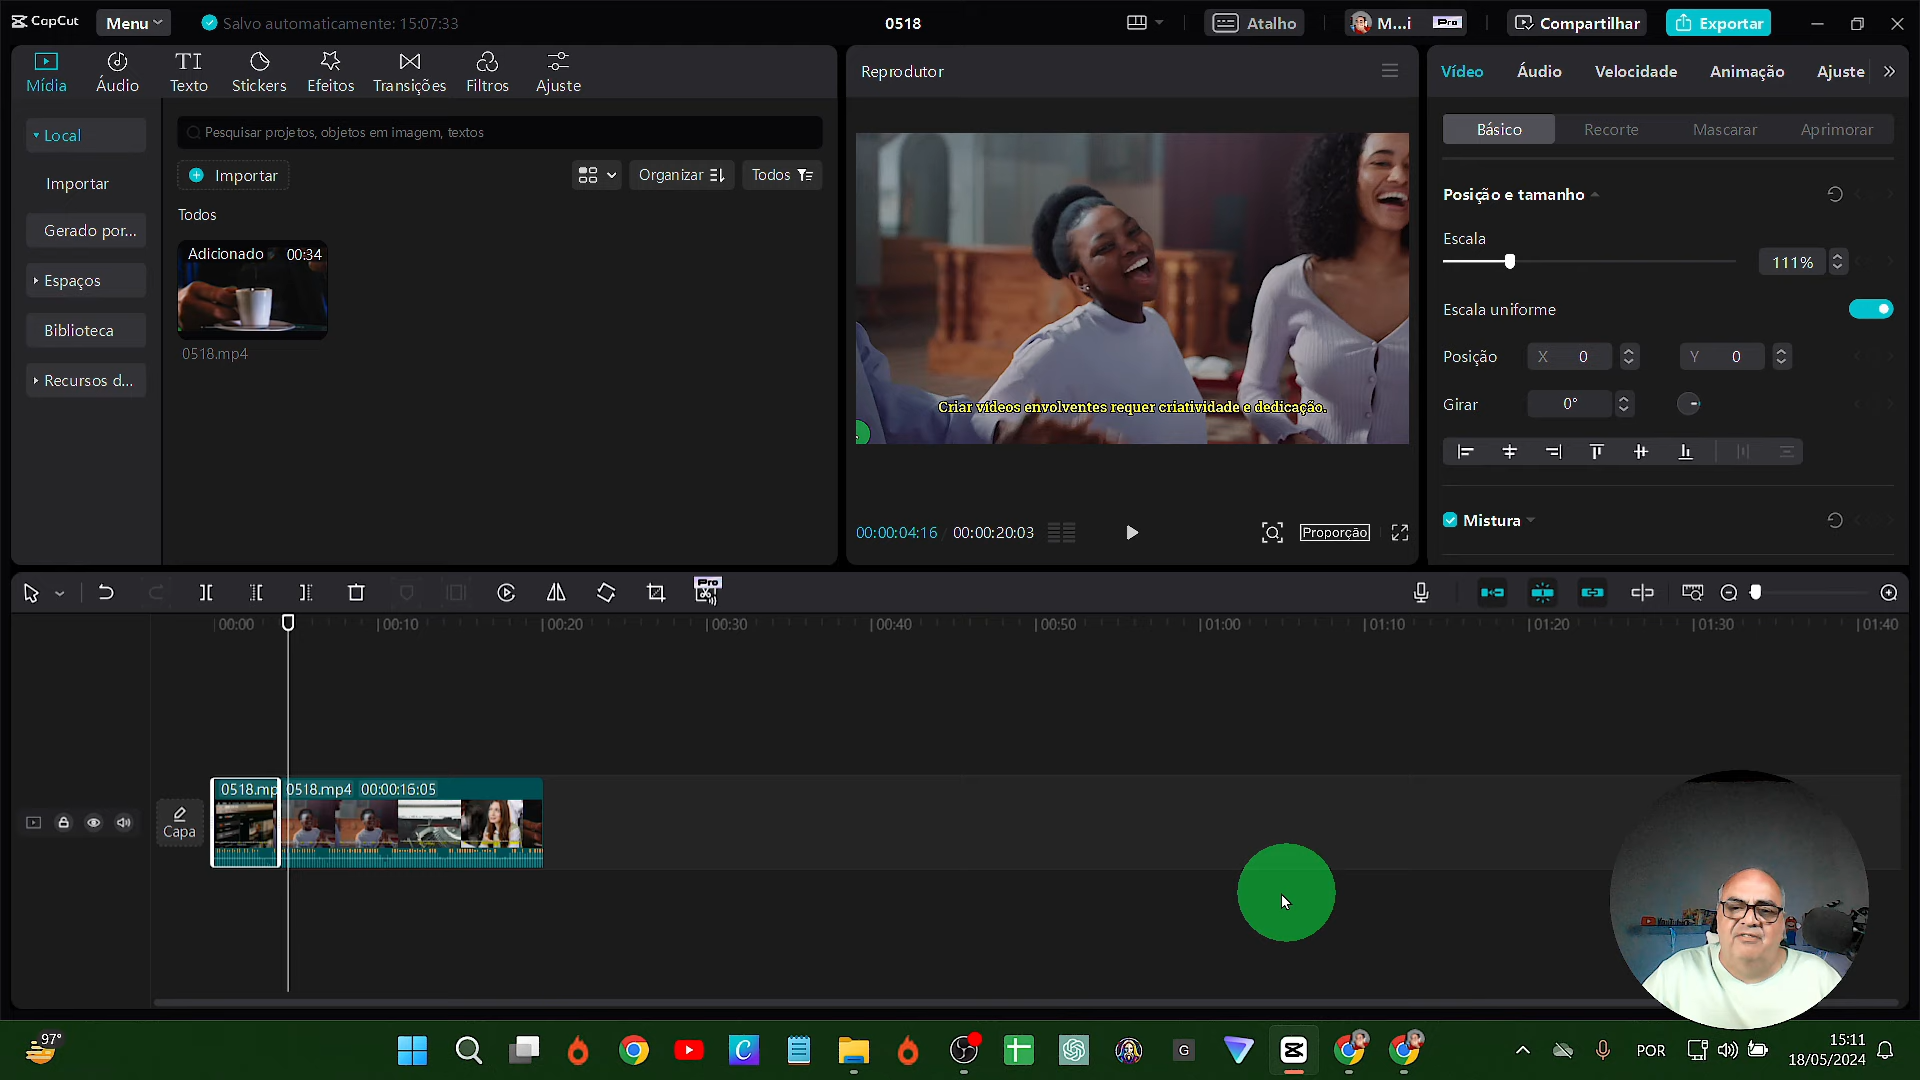 CapCut
Menu
Salvo automaticamente: 15:07:33
0518
Atalho
M...i
Pro
Compartilhar
Exportar
Mídia
Áudio
Texto
Stickers
Efeitos
Transições
Filtros
Ajuste
Local
Importar
Gerado por...
Espaços
Biblioteca
Recursos d...
Pesquisar projetos, objetos em imagem, textos
Importar
Organizar
Todos
Todos
Adicionado
00:34
0518.mp4
Reprodutor
Criar vídeos envolventes requer criatividade e dedicação.
00:00:04:16 / 00:00:20:03
Proporção
Vídeo
Áudio
Velocidade
Animação
Ajuste
Básico
Recorte
Mascarar
Aprimorar
Posição e tamanho
Escala
111%
Escala uniforme
Posição
X 0
Y 0
Girar
0°
Mistura
Pro
00:00
00:10
00:20
00:30
00:40
00:50
01:00
01:10
01:20
01:30
01:40
Capa
0518.mp
0518.mp4 00:00:16:05
YouTube
97°
G
POR
15:11
18/05/2024